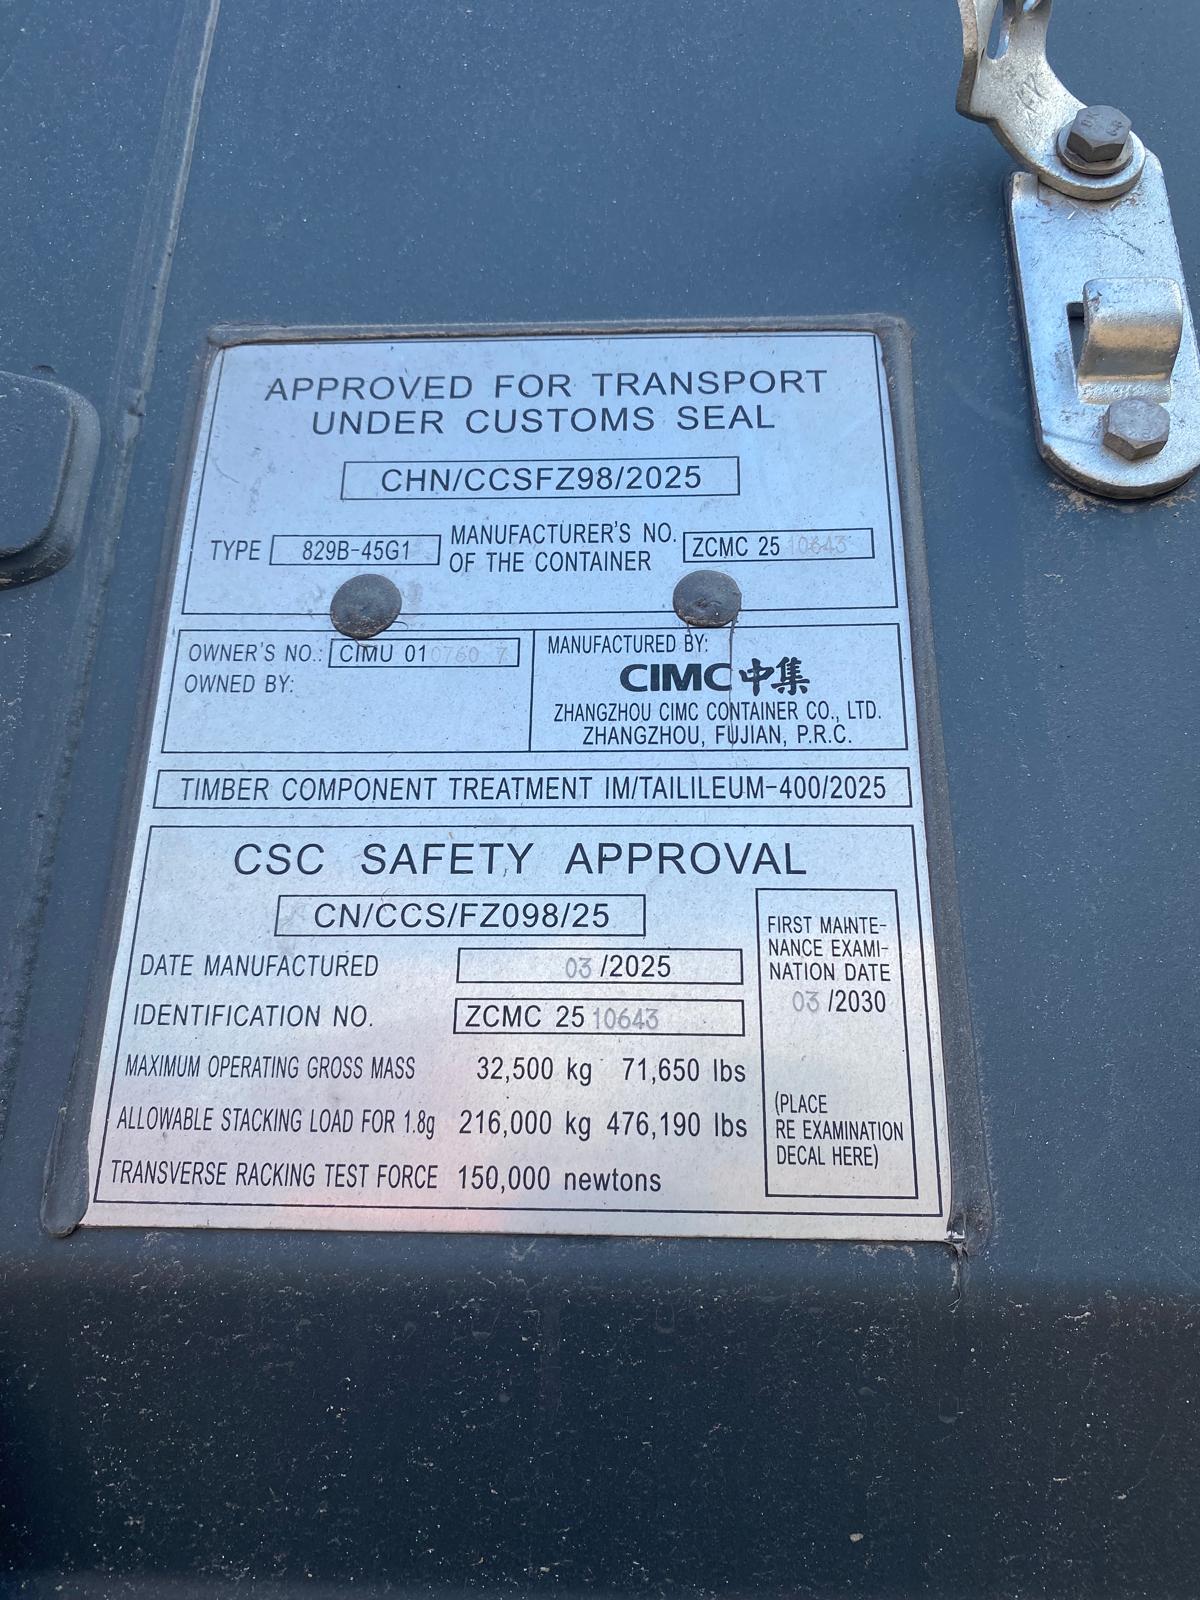 APPROVED FOR TRANSPORT
UNDER CUSTOMS SEAL
CHN/CCSFZ98/2025
TYPE 829B-45G1 MANUFACTURER'S NO. OF THE CONTAINER ZCMC 25 10643
OWNER'S NO.: CIMU 01 0760 7
OWNED BY:
MANUFACTURED BY:
CIMC中集
ZHANGZHOU CIMC CONTAINER CO., LTD.
ZHANGZHOU, FUJIAN, P.R.C.
TIMBER COMPONENT TREATMENT IM/TAILILEUM-400/2025
CSC SAFETY APPROVAL
CN/CCS/FZ098/25
DATE MANUFACTURED 03 /2025
IDENTIFICATION NO. ZCMC 25 10643
MAXIMUM OPERATING GROSS MASS 32,500 kg 71,650 lbs
ALLOWABLE STACKING LOAD FOR 1.8g 216,000 kg 476,190 lbs
TRANSVERSE RACKING TEST FORCE 150,000 newtons
FIRST MAINTE-
NANCE EXAMI-
NATION DATE
03 /2030
(PLACE
RE EXAMINATION
DECAL HERE)